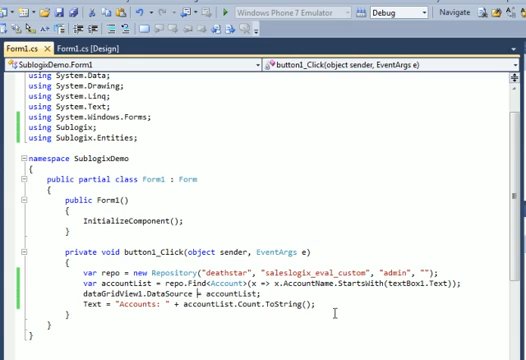 Windows Phone 7 Emulator
Debug
Navigate
Form1.cs
Form1.cs [Design]
SublogixDemo.Form1
button1_Click(object sender, EventArgs e)
using System.Data;
using System.Drawing;
using System.Linq;
using System.Text;
using System.Windows.Forms;
using Sublogix;
using Sublogix.Entities;
namespace SublogixDemo
{
public partial class Form1 : Form
{
public Form1()
{
InitializeComponent();
}
private void button1_Click(object sender, EventArgs e)
{
var repo = new Repository("deathstar", "saleslogix_eval_custom", "admin", "");
var accountList = repo.Find<Account>(x => x.AccountName.StartsWith(textBox1.Text));
dataGridView1.DataSource = accountList;
Text = "Accounts: " + accountList.Count.ToString();
}
}
}